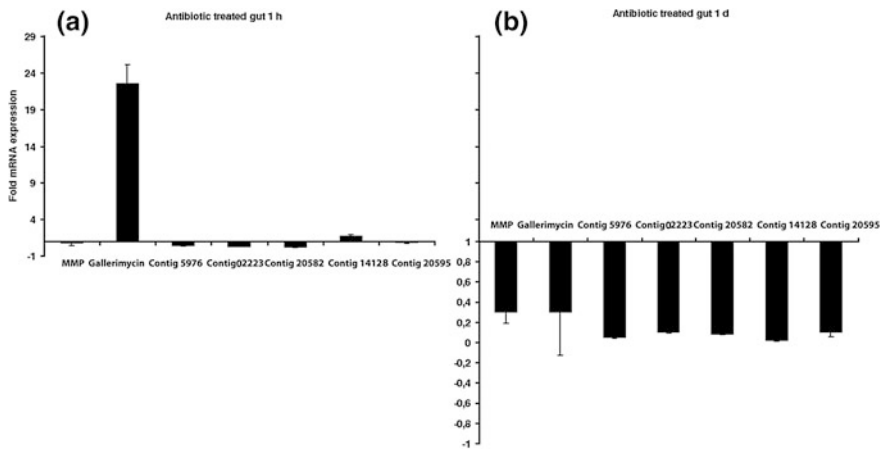 (a)
Antibiotic treated gut 1 h
Fold mRNA expression
29
24
19
14
9
4
-1
MMP Gallerimycin Contig 5976 Contig02223 Contig 20582 Contig 14128 Contig 20595
(b)
Antibiotic treated gut 1 d
MMP Gallerimycin Contig 5976 Contig02223 Contig 20582 Contig 14128 Contig 20595
1
0,8
0,6
0,4
0,2
0
-0,2
-0,4
-0,6
-0,8
-1